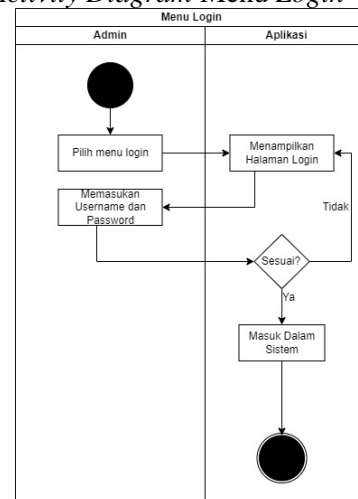 Activity Diagram Menu Login
Menu Login
Admin
Aplikasi
Pilih menu login
Menampilkan
Halaman Login
Memasukan
Username dan
Password
Tidak
Sesuai?
Ya
Masuk Dalam
Sistem